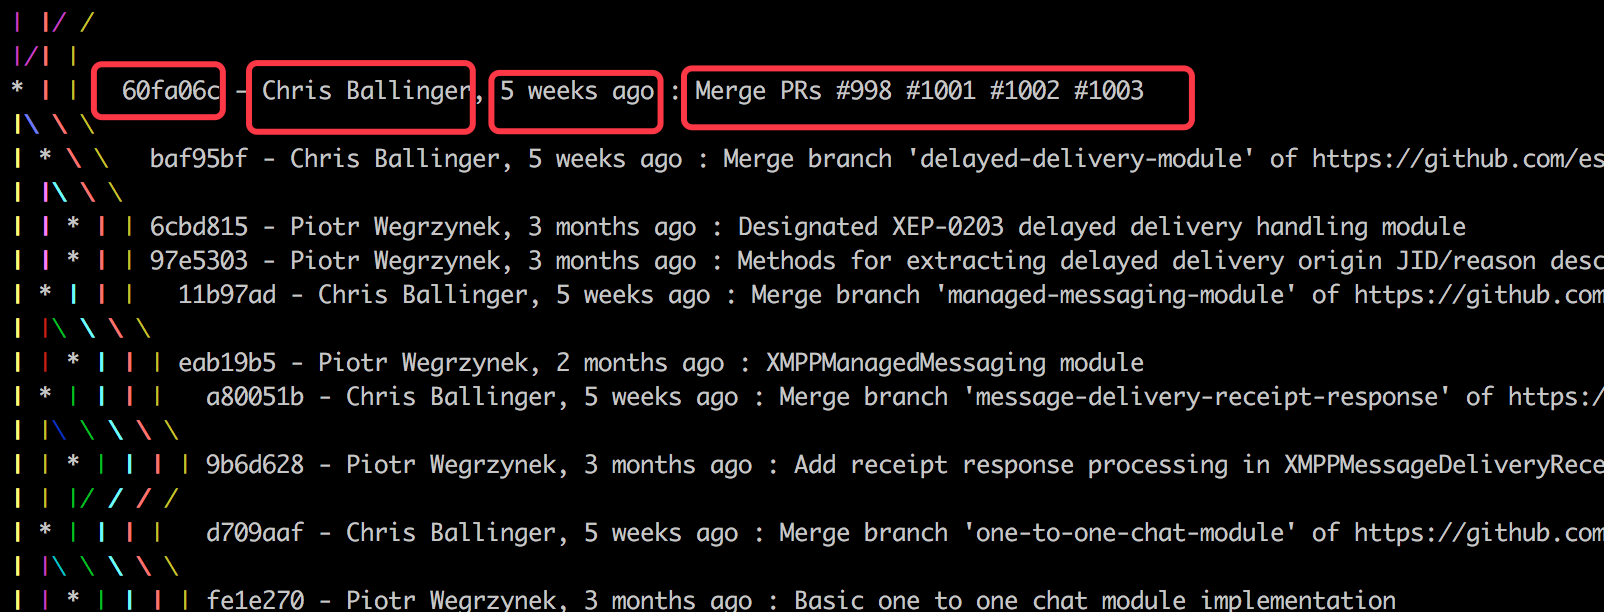 * | | 60fa06c - Chris Ballinger, 5 weeks ago : Merge PRs #998 #1001 #1002 #1003
| * \ \ baf95bf - Chris Ballinger, 5 weeks ago : Merge branch 'delayed-delivery-module' of https://github.com/es
| | * | | 6cbd815 - Piotr Wegrzynek, 3 months ago : Designated XEP-0203 delayed delivery handling module
| | * | | 97e5303 - Piotr Wegrzynek, 3 months ago : Methods for extracting delayed delivery origin JID/reason desc
| * | | | 11b97ad - Chris Ballinger, 5 weeks ago : Merge branch 'managed-messaging-module' of https://github.com
| | * | | | eab19b5 - Piotr Wegrzynek, 2 months ago : XMPPManagedMessaging module
| * | | | | a80051b - Chris Ballinger, 5 weeks ago : Merge branch 'message-delivery-receipt-response' of https:/
| | * | | | | 9b6d628 - Piotr Wegrzynek, 3 months ago : Add receipt response processing in XMPPMessageDeliveryRece
| * | | | | d709aaf - Chris Ballinger, 5 weeks ago : Merge branch 'one-to-one-chat-module' of https://github.com
| | * | | | | fe1e270 - Piotr Wegrzynek, 3 months ago : Basic one to one chat module implementation